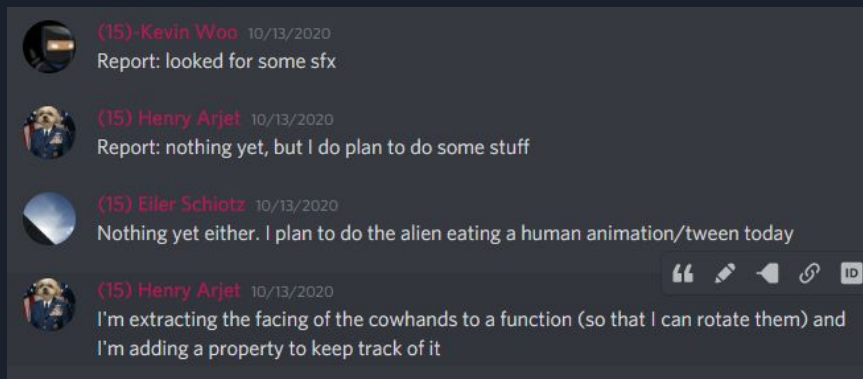 (15)-Kevin Woo 10/13/2020
Report: looked for some sfx
(15) Henry Arjet 10/13/2020
Report: nothing yet, but I do plan to do some stuff
(15) Eiler Schiotz 10/13/2020
Nothing yet either. I plan to do the alien eating a human animation/tween today
ID
(15) Henry Arjet 10/13/2020
I'm extracting the facing of the cowhands to a function (so that I can rotate them) and
I'm adding a property to keep track of it